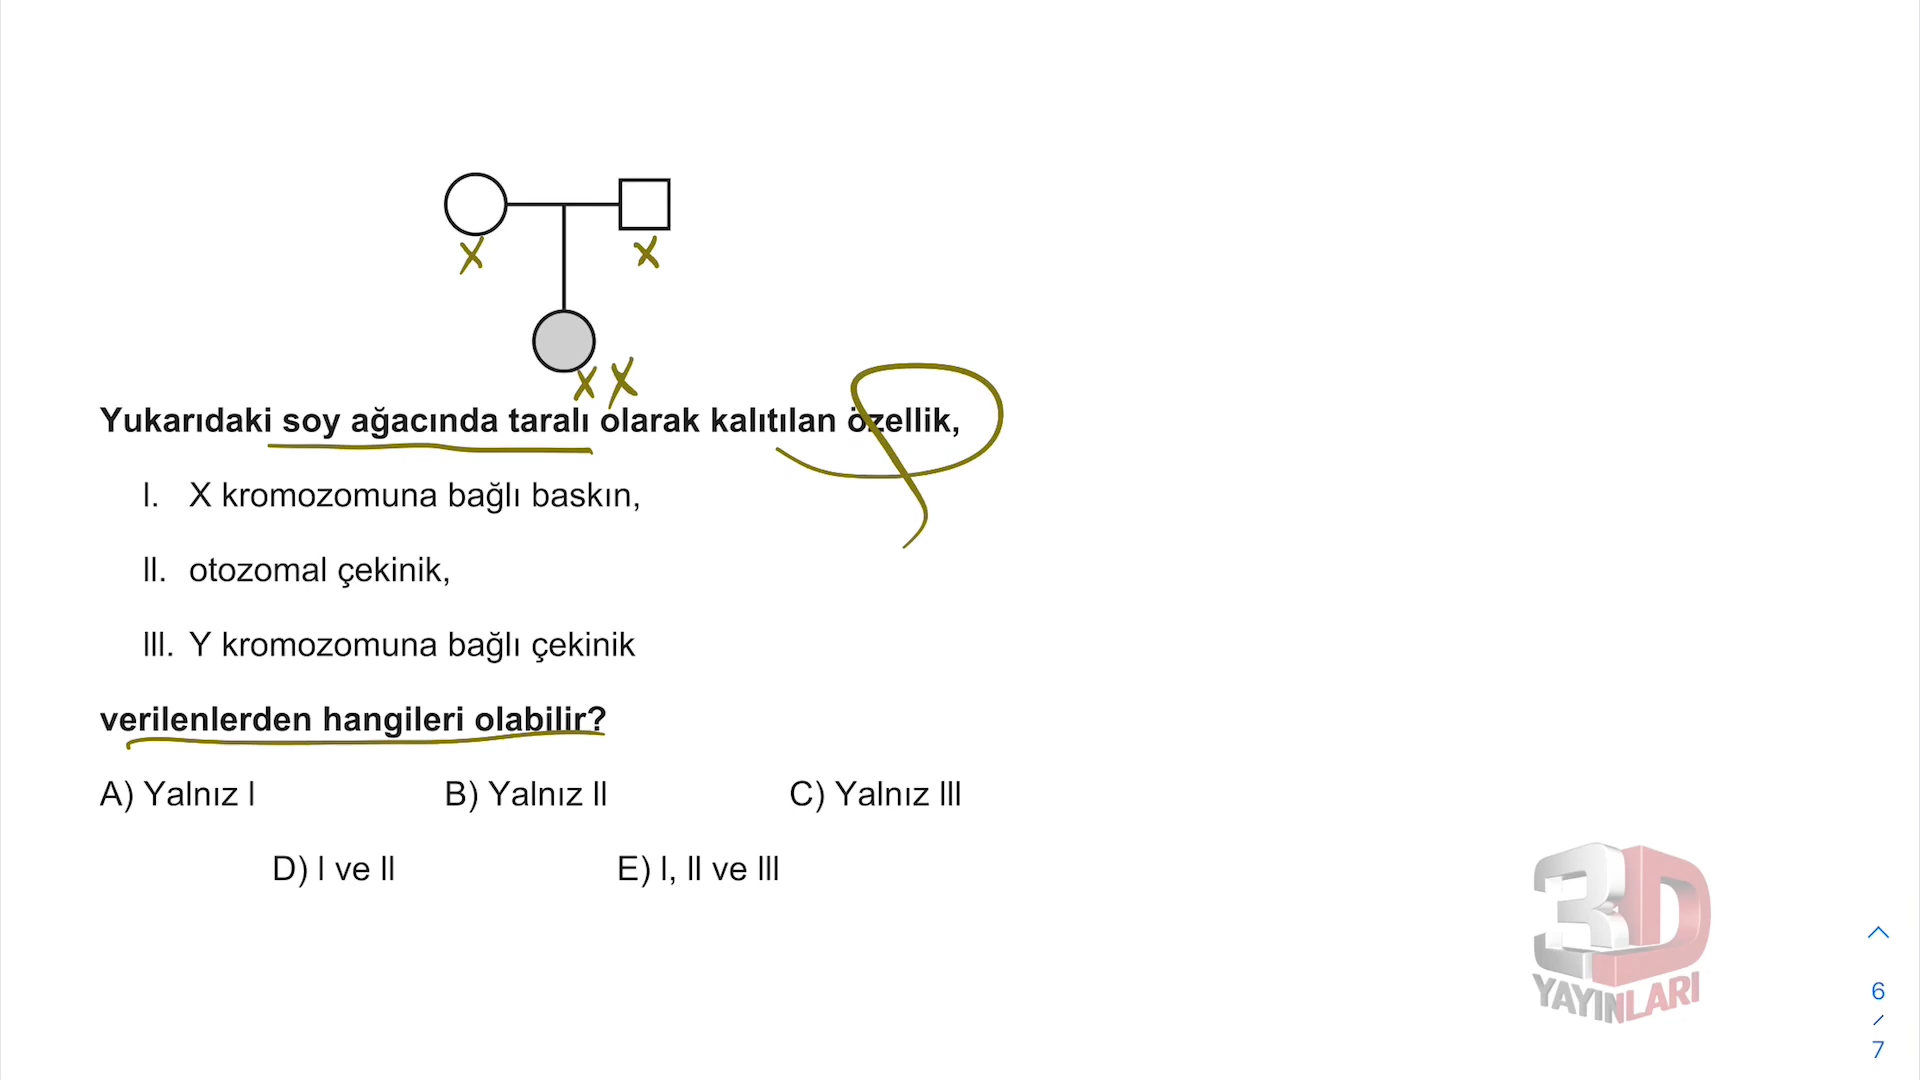 X
X
X X
Yukarıdaki soy ağacında taralı olarak kalıtılan özellik,
I. X kromozomuna bağlı baskın,
II. otozomal çekinik,
III. Y kromozomuna bağlı çekinik
verilenlerden hangileri olabilir?
A) Yalnız I B) Yalnız II C) Yalnız III
D) I ve II E) I, II ve III
3D
YAYINLARI
6
/
7